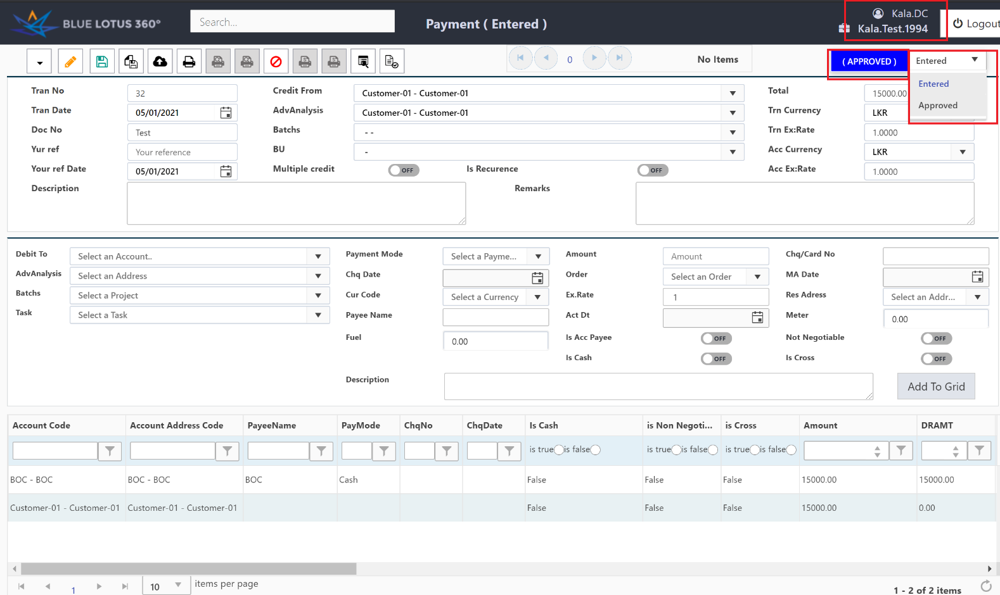 BLUE LOTUS 360°
Search...
Payment ( Entered )
Kala.DC
Kala.Test.1994
Logout
0
No Items
( APPROVED )
Entered
Entered
Approved
Tran No
32
Credit From
Customer-01 - Customer-01
Total
15000.00
Tran Date
05/01/2021
AdvAnalysis
Customer-01 - Customer-01
Trn Currency
LKR
Doc No
Test
Batchs
- -
Trn Ex:Rate
1.0000
Yur ref
Your reference
BU
-
Acc Currency
LKR
Your ref Date
05/01/2021
Multiple credit
OFF
Is Recurence
OFF
Acc Ex:Rate
1.0000
Description
Remarks
Debit To
Select an Account..
Payment Mode
Select a Payme...
Amount
Amount
Chq/Card No
AdvAnalysis
Select an Address
Chq Date
Order
Select an Order
MA Date
Batchs
Select a Project
Cur Code
Select a Currency
Ex.Rate
1
Res Adress
Select an Addr...
Task
Select a Task
Payee Name
Act Dt
Meter
0.00
Fuel
0.00
Is Acc Payee
OFF
Not Negotiable
OFF
Is Cash
OFF
Is Cross
OFF
Description
Add To Grid
Account Code Account Address Code PayeeName PayMode ChqNo ChqDate Is Cash is Non Negoti... is Cross Amount DRAMT
is true is false is true is false is true is false
BOC - BOC BOC - BOC BOC Cash False False False 15000.00 15000.00
Customer-01 - Customer-01 Customer-01 - Customer-01 False False False 15000.00 0.00
1 10 items per page
1 - 2 of 2 items